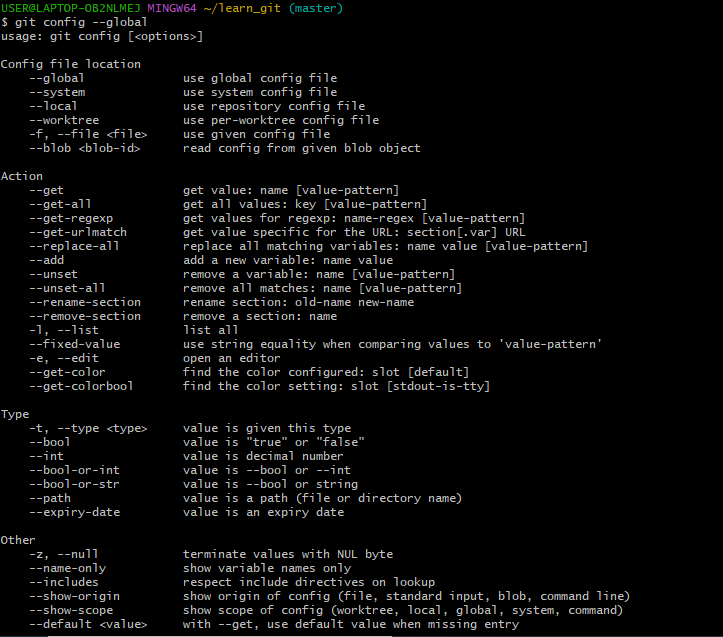 USER@LAPTOP-OB2NLMEJ MINGW64 ~/learn_git (master)
$ git config --global
usage: git config [<options>]
Config file location
--global use global config file
--system use system config file
--local use repository config file
--worktree use per-worktree config file
-f, --file <file> use given config file
--blob <blob-id> read config from given blob object
Action
--get get value: name [value-pattern]
--get-all get all values: key [value-pattern]
--get-regexp get values for regexp: name-regex [value-pattern]
--get-urlmatch get value specific for the URL: section[.var] URL
--replace-all replace all matching variables: name value [value-pattern]
--add add a new variable: name value
--unset remove a variable: name [value-pattern]
--unset-all remove all matches: name [value-pattern]
--rename-section rename section: old-name new-name
--remove-section remove a section: name
-l, --list list all
--fixed-value use string equality when comparing values to 'value-pattern'
-e, --edit open an editor
--get-color find the color configured: slot [default]
--get-colorbool find the color setting: slot [stdout-is-tty]
Type
-t, --type <type> value is given this type
--bool value is "true" or "false"
--int value is decimal number
--bool-or-int value is --bool or --int
--bool-or-str value is --bool or string
--path value is a path (file or directory name)
--expiry-date value is an expiry date
Other
-z, --null terminate values with NUL byte
--name-only show variable names only
--includes respect include directives on lookup
--show-origin show origin of config (file, standard input, blob, command line)
--show-scope show scope of config (worktree, local, global, system, command)
--default <value> with --get, use default value when missing entry